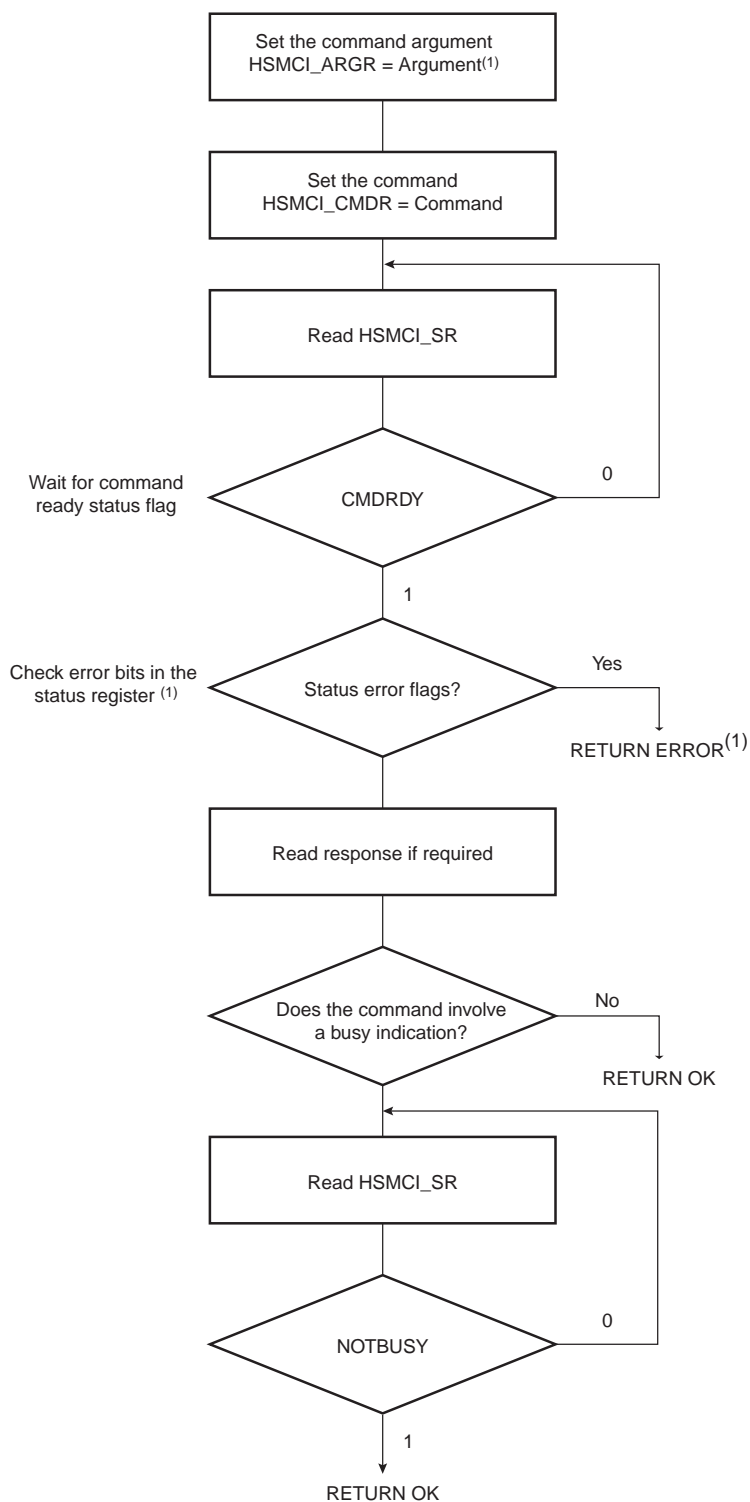 Set the command argument
HSMCI_ARGR = Argument(1)
Set the command
HSMCI_CMDR = Command
Read HSMCI_SR
Wait for command
ready status flag
CMDRDY
0
1
Check error bits in the
status register (1)
Status error flags?
Yes
RETURN ERROR(1)
Read response if required
Does the command involve
a busy indication?
No
RETURN OK
Read HSMCI_SR
NOTBUSY
0
1
RETURN OK